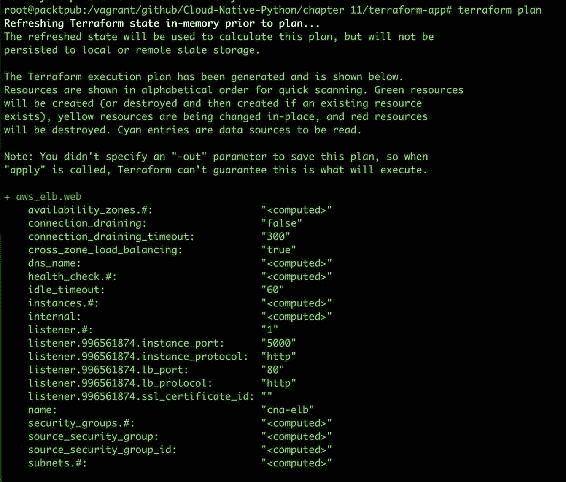 root@packtpub:/vagrant/github/Cloud-Native-Python/chapter 11/terraform-app# terraform plan
Refreshing Terraform state in-memory prior to plan...
The refreshed state will be used to calculate this plan, but will not be
persisted to local or remote state storage.
The Terraform execution plan has been generated and is shown below.
Resources are shown in alphabetical order for quick scanning. Green resources
will be created (or destroyed and then created if an existing resource
exists), yellow resources are being changed in-place, and red resources
will be destroyed. Cyan entries are data sources to be read.
Note: You didn't specify an "-out" parameter to save this plan, so when
"apply" is called, Terraform can't guarantee this is what will execute.
+ aws_elb.web
availability_zones.#: "<computed>"
connection_draining: "false"
connection_draining_timeout: "300"
cross_zone_load_balancing: "true"
dns_name: "<computed>"
health_check.#: "<computed>"
idle_timeout: "60"
instances.#: "<computed>"
internal: "<computed>"
listener.#: "1"
listener.996561874.instance_port: "5000"
listener.996561874.instance_protocol: "http"
listener.996561874.lb_port: "80"
listener.996561874.lb_protocol: "http"
listener.996561874.ssl_certificate_id: ""
name: "cna-elb"
security_groups.#: "<computed>"
source_security_group: "<computed>"
source_security_group_id: "<computed>"
subnets.#: "<computed>"